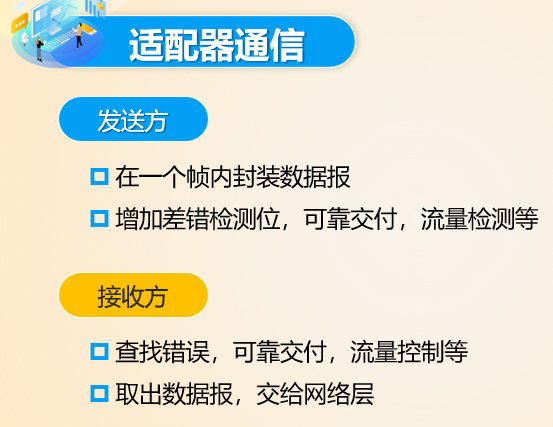 适配器通信
发送方
在一个帧内封装数据报
增加差错检测位，可靠交付，流量检测等
接收方
查找错误，可靠交付，流量控制等
取出数据报，交给网络层